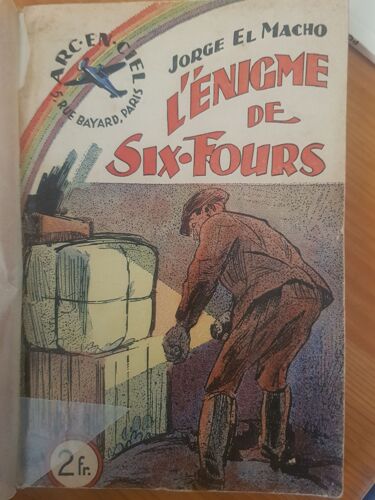 ARC-EN-CIEL
5, RUE BAYARD, PARIS
JORGE EL MACHO
L'ÉNIGME
DE
SIX-FOURS
2 fr.